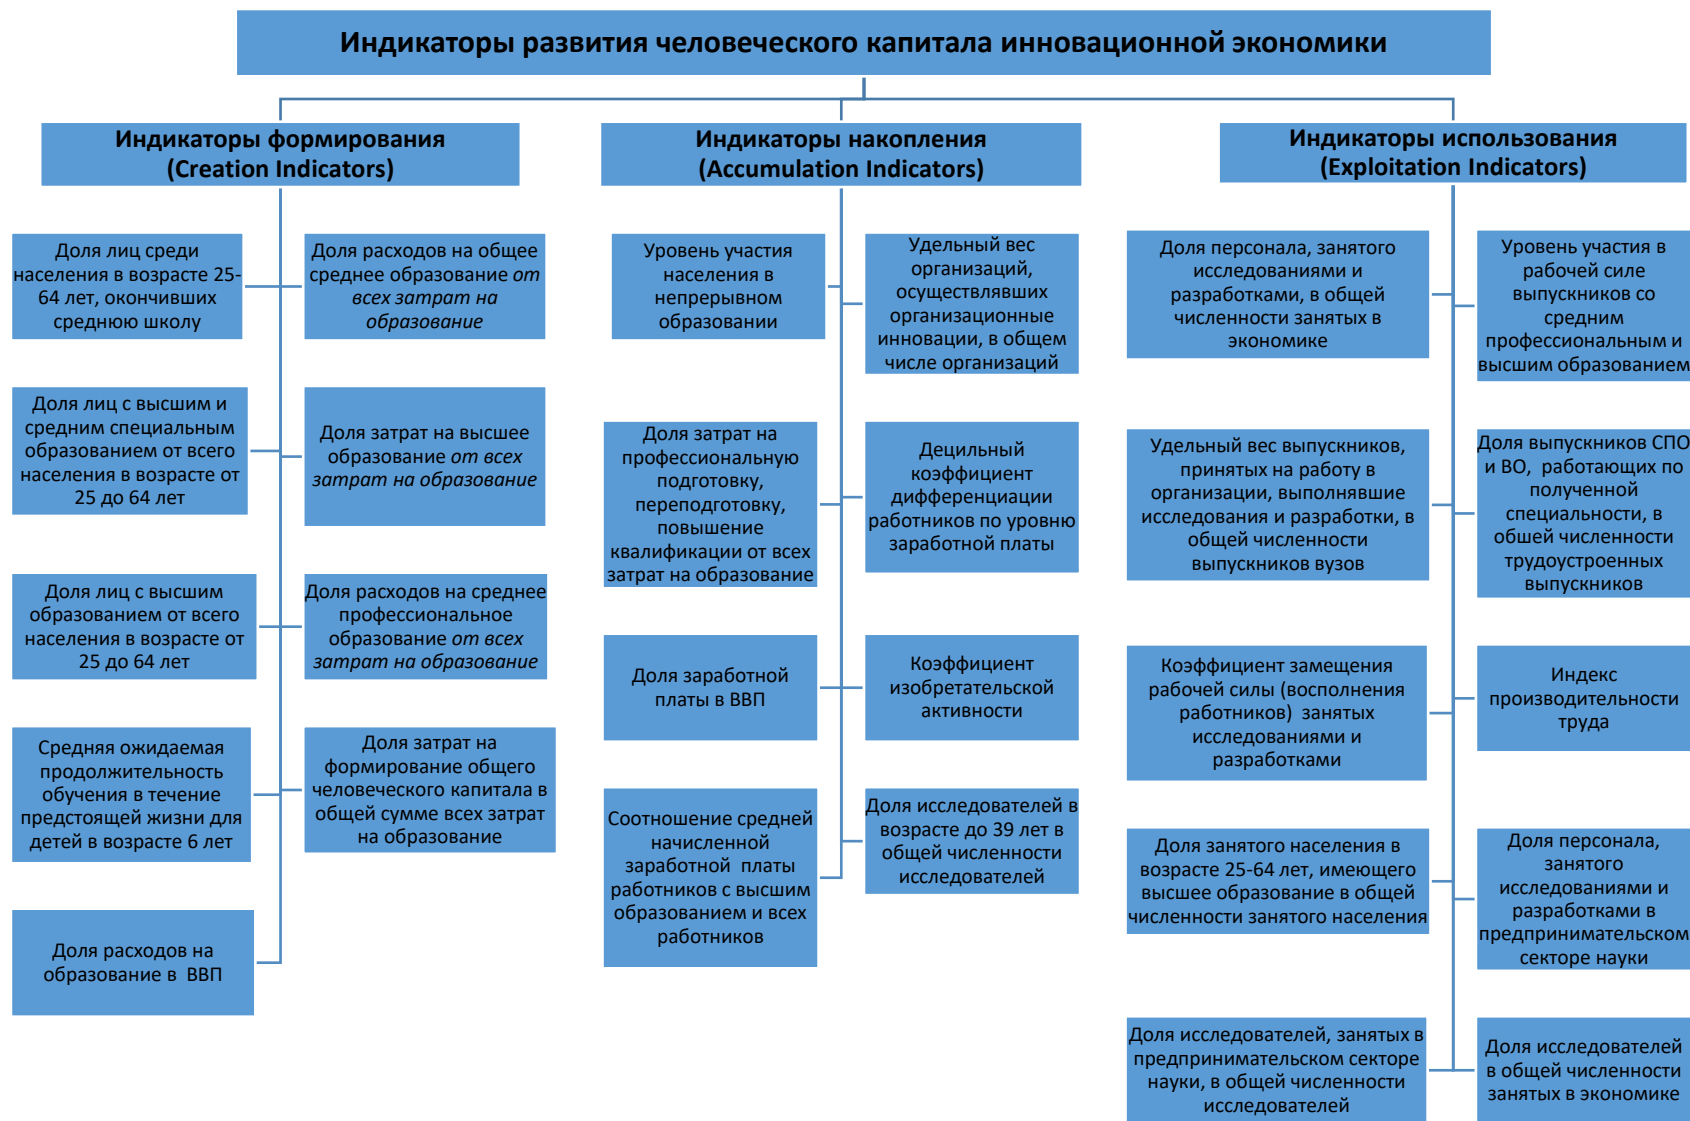 Индикаторы развития человеческого капитала инновационной экономики
Индикаторы формирования
(Creation Indicators)
Доля лиц среди
населения в возрасте 25-
64 лет, окончивших
среднюю школу
Доля расходов на общее
среднее образование от
всех затрат на
образование
Доля лиц с высшим и
средним специальным
образованием от всего
населения в возрасте от
25 до 64 лет
Доля затрат на высшее
образование от всех
затрат на образование
Доля лиц с высшим
образованием от всего
населения в возрасте от
25 до 64 лет
Доля расходов на среднее
профессиональное
образование от всех
затрат на образование
Средняя ожидаемая
продолжительность
обучения в течение
предстоящей жизни для
детей в возрасте 6 лет
Доля затрат на
формирование общего
человеческого капитала в
общей сумме всех затрат
на образование
Доля расходов на
образование в ВВП
Индикаторы накопления
(Accumulation Indicators)
Уровень участия
населения в
непрерывном
образовании
Удельный вес
организаций,
осуществлявших
организационные
инновации, в общем
числе организаций
Доля затрат на
профессиональную
подготовку,
переподготовку,
повышение
квалификации от всех
затрат на образование
Децильный
коэффициент
дифференциации
работников по уровню
заработной платы
Доля заработной
платы в ВВП
Коэффициент
изобретательской
активности
Соотношение средней
начисленной
заработной платы
работников с высшим
образованием и всех
работников
Доля исследователей в
возрасте до 39 лет в
общей численности
исследователей
Индикаторы использования
(Exploitation Indicators)
Доля персонала, занятого
исследованиями и
разработками, в общей
численности занятых в
экономике
Уровень участия в
рабочей силе
выпускников со
средним
профессиональным и
высшим образованием
Удельный вес выпускников,
принятых на работу в
организации, выполнявшие
исследования и разработки, в
общей численности
выпускников вузов
Доля выпускников СПО
и ВО, работающих по
полученной
специальности, в
обшей численности
трудоустроенных
выпускников
Коэффициент замещения
рабочей силы (восполнения
работников) занятых
исследованиями и
разработками
Индекс
производительности
труда
Доля занятого населения в
возрасте 25-64 лет, имеющего
высшее образование в общей
численности занятого населения
Доля персонала,
занятого
исследованиями и
разработками в
предпринимательском
секторе науки
Доля исследователей, занятых в
предпринимательском секторе
науки, в общей численности
исследователей
Доля исследователей
в общей численности
занятых в экономике